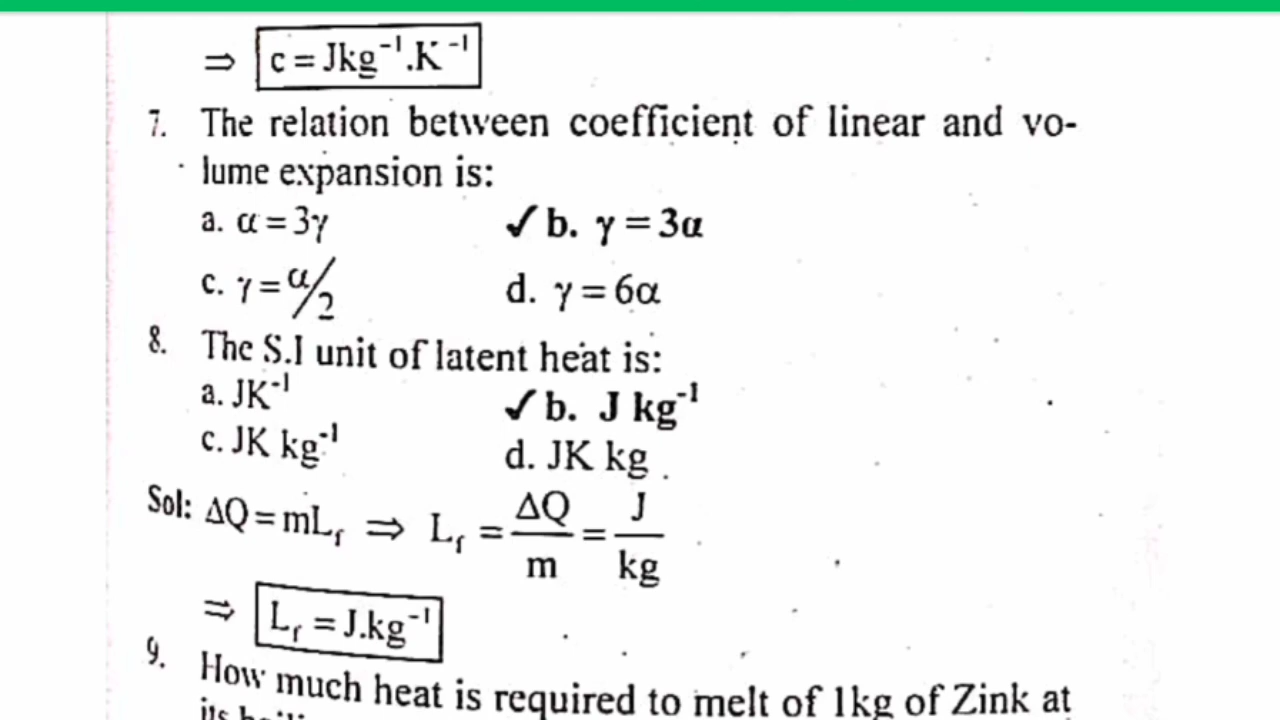 ⇒ c = Jkg⁻¹.K⁻¹
7. The relation between coefficient of linear and vo-
lume expansion is:
a. α = 3γ ✓b. γ = 3α
c. γ = α/2 d. γ = 6α
8. The S.I unit of latent heat is:
a. JK⁻¹ ✓b. J kg⁻¹
c. JK kg⁻¹ d. JK kg
Sol: ΔQ = mL_f ⇒ L_f = ΔQ/m = J/kg
⇒ L_f = J.kg⁻¹
9. How much heat is required to melt of 1kg of Zink at
its